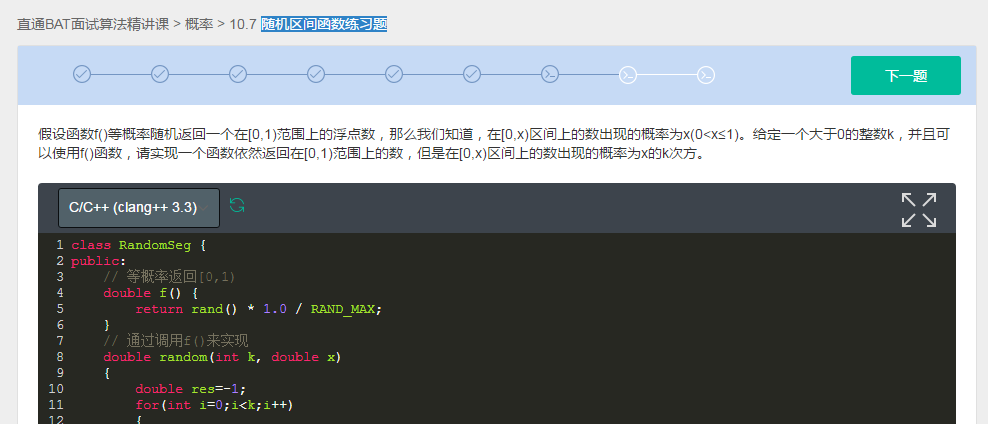 直通BAT面试算法精讲课 > 概率 > 10.7 随机区间函数练习题
下一题
假设函数f()等概率随机返回一个在[0,1)范围上的浮点数，那么我们知道，在[0,x)区间上的数出现的概率为x(0<x≤1)。给定一个大于0的整数k，并且可
以使用f()函数，请实现一个函数依然返回在[0,1)范围上的数，但是在[0,x)区间上的数出现的概率为x的k次方。
C/C++ (clang++ 3.3)
1 class RandomSeg {
2 public:
3 // 等概率返回[0,1)
4 double f() {
5 return rand() * 1.0 / RAND_MAX;
6 }
7 // 通过调用f()来实现
8 double random(int k, double x)
9 {
10 double res=-1;
11 for(int i=0;i<k;i++)
12 {